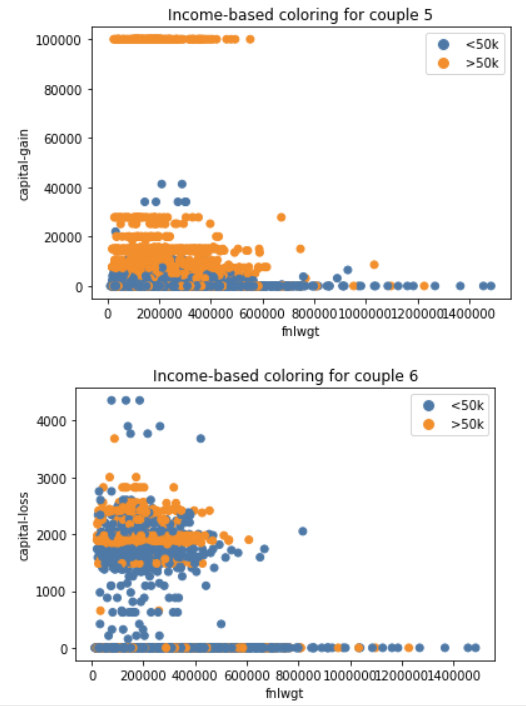 Income-based coloring for couple 5
100000
<50k
>50k
80000
60000
capital-gain
40000
20000
0
0 200000 400000 600000 800000 1000000 1200000 1400000
fnlwgt
Income-based coloring for couple 6
<50k
>50k
4000
3000
capital-loss
2000
1000
0
0 200000 400000 600000 800000 1000000 1200000 1400000
fnlwgt